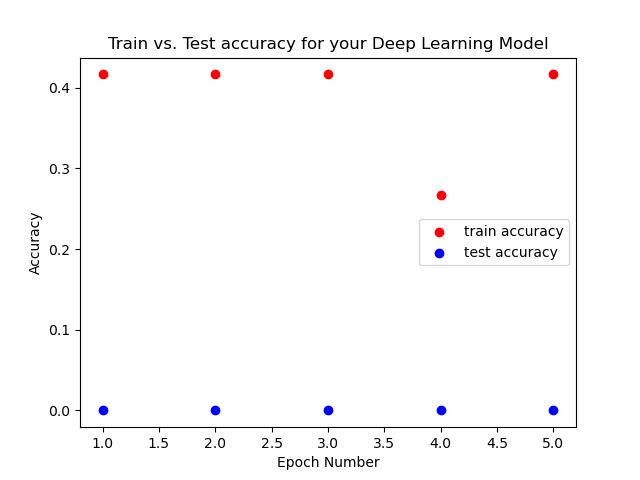 Train vs. Test accuracy for your Deep Learning Model
Accuracy
0.4
0.3
0.2
0.1
0.0
train accuracy
test accuracy
1.0 1.5 2.0 2.5 3.0 3.5 4.0 4.5 5.0
Epoch Number